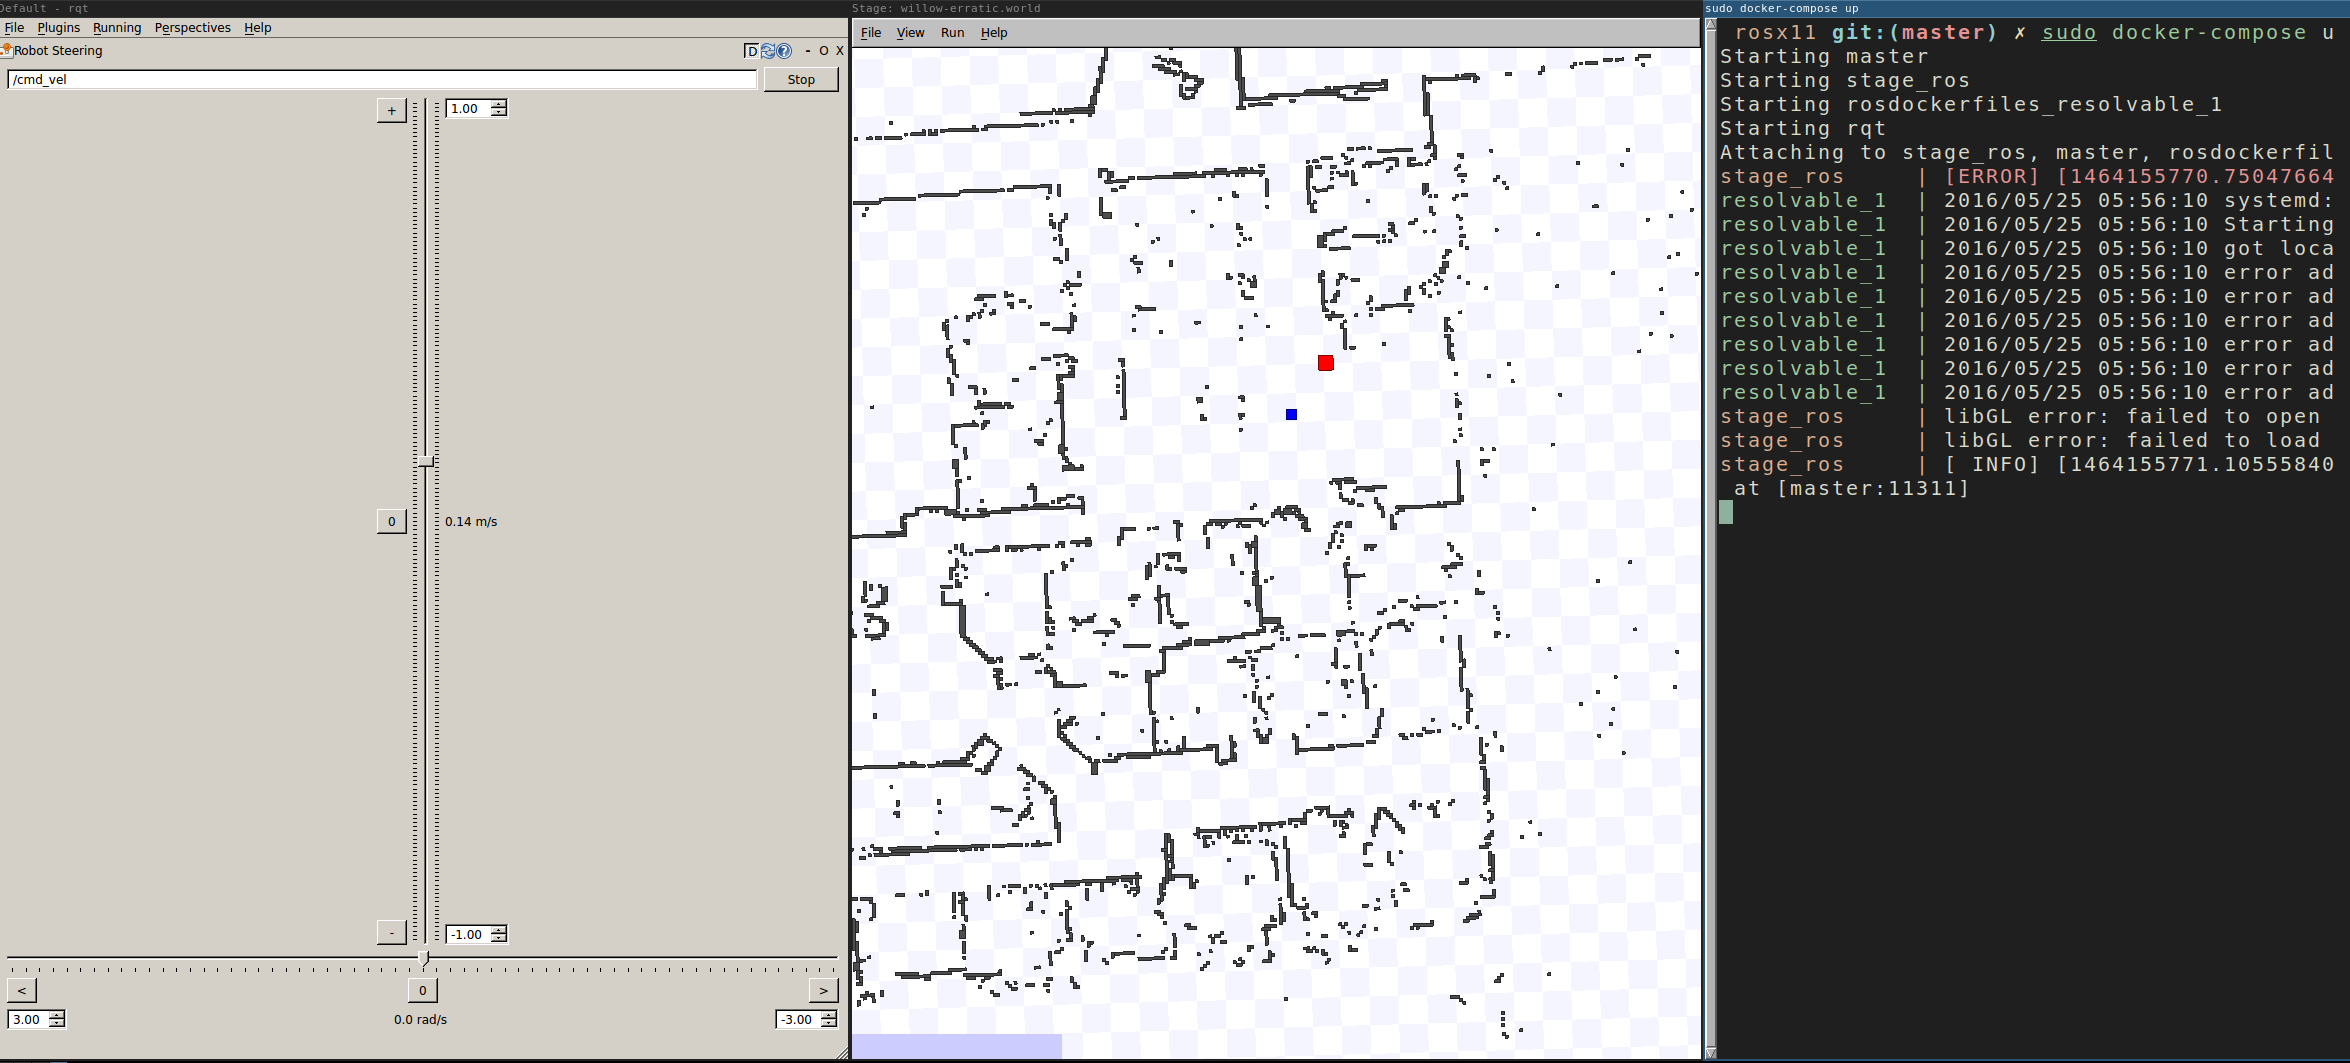 Default - rqt
File Plugins Running Perspectives Help
Robot Steering
D
- O X
/cmd_vel
Stop
+
1.00
0
0.14 m/s
-
-1.00
<
0
>
3.00
0.0 rad/s
-3.00
Stage: willow-erratic.world
File View Run Help
sudo docker-compose up
rosx11 git:(master) ✗ sudo docker-compose u
Starting master
Starting stage_ros
Starting rosdockerfiles_resolvable_1
Starting rqt
Attaching to stage_ros, master, rosdockerfil
stage_ros | [ERROR] [1464155770.75047664
resolvable_1 | 2016/05/25 05:56:10 systemd:
resolvable_1 | 2016/05/25 05:56:10 Starting
resolvable_1 | 2016/05/25 05:56:10 got loca
resolvable_1 | 2016/05/25 05:56:10 error ad
resolvable_1 | 2016/05/25 05:56:10 error ad
resolvable_1 | 2016/05/25 05:56:10 error ad
resolvable_1 | 2016/05/25 05:56:10 error ad
resolvable_1 | 2016/05/25 05:56:10 error ad
resolvable_1 | 2016/05/25 05:56:10 error ad
stage_ros | libGL error: failed to open
stage_ros | libGL error: failed to load
stage_ros | [ INFO] [1464155771.10555840
at [master:11311]